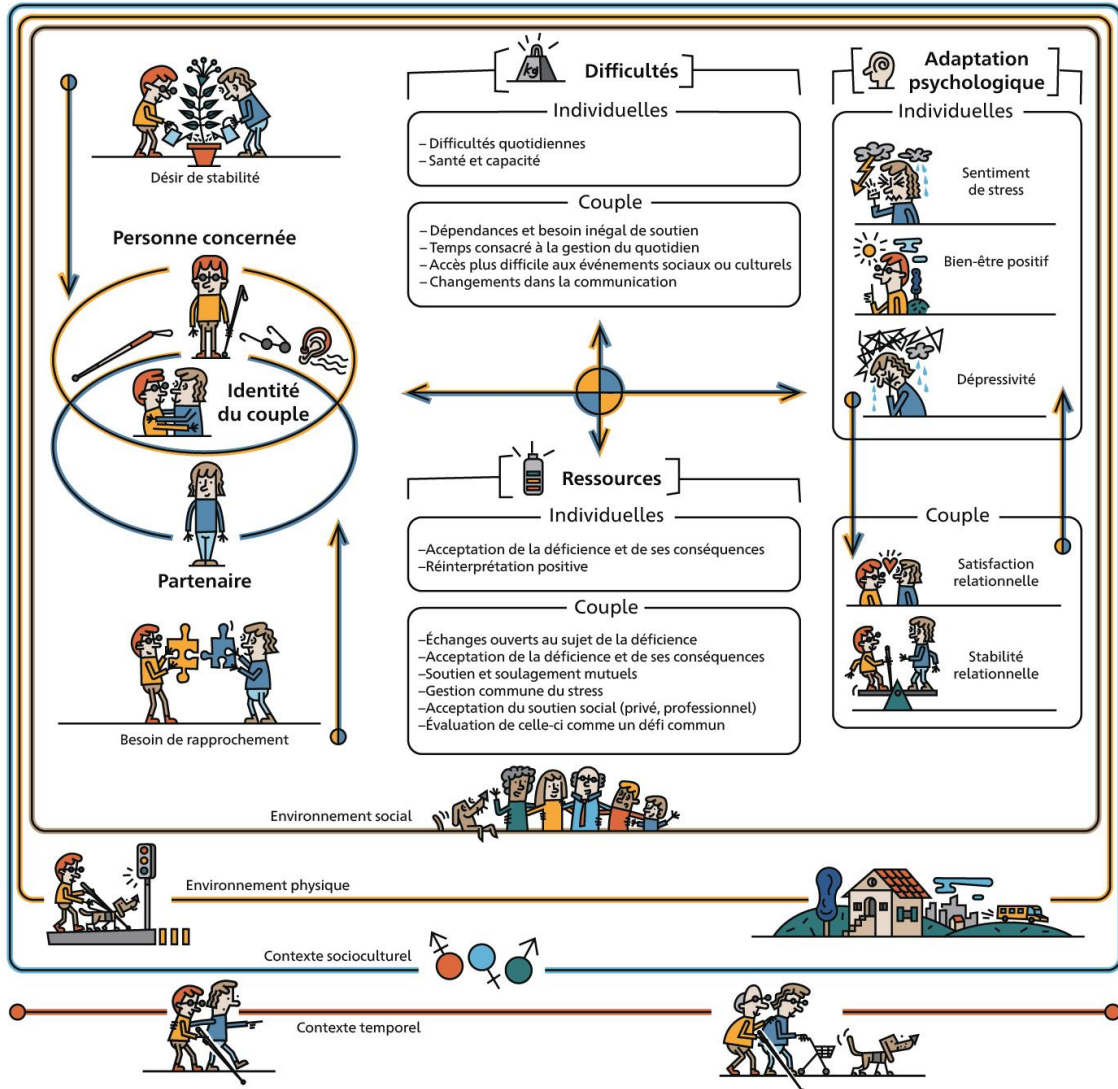 Désir de stabilité
Personne concernée
Identité
du couple
Partenaire
Besoin de rapprochement
kg
Difficultés
Individuelles
– Difficultés quotidiennes
– Santé et capacité
Couple
– Dépendances et besoin inégal de soutien
– Temps consacré à la gestion du quotidien
– Accès plus difficile aux événements sociaux ou culturels
– Changements dans la communication
Ressources
Individuelles
–Acceptation de la déficience et de ses conséquences
–Réinterprétation positive
Couple
–Échanges ouverts au sujet de la déficience
–Acceptation de la déficience et de ses conséquences
–Soutien et soulagement mutuels
–Gestion commune du stress
–Acceptation du soutien social (privé, professionnel)
–Évaluation de celle-ci comme un défi commun
Adaptation
psychologique
Individuelles
Sentiment
de stress
Bien-être positif
Dépressivité
Couple
Satisfaction
relationnelle
Stabilité
relationnelle
Environnement social
Environnement physique
Contexte socioculturel
Contexte temporel